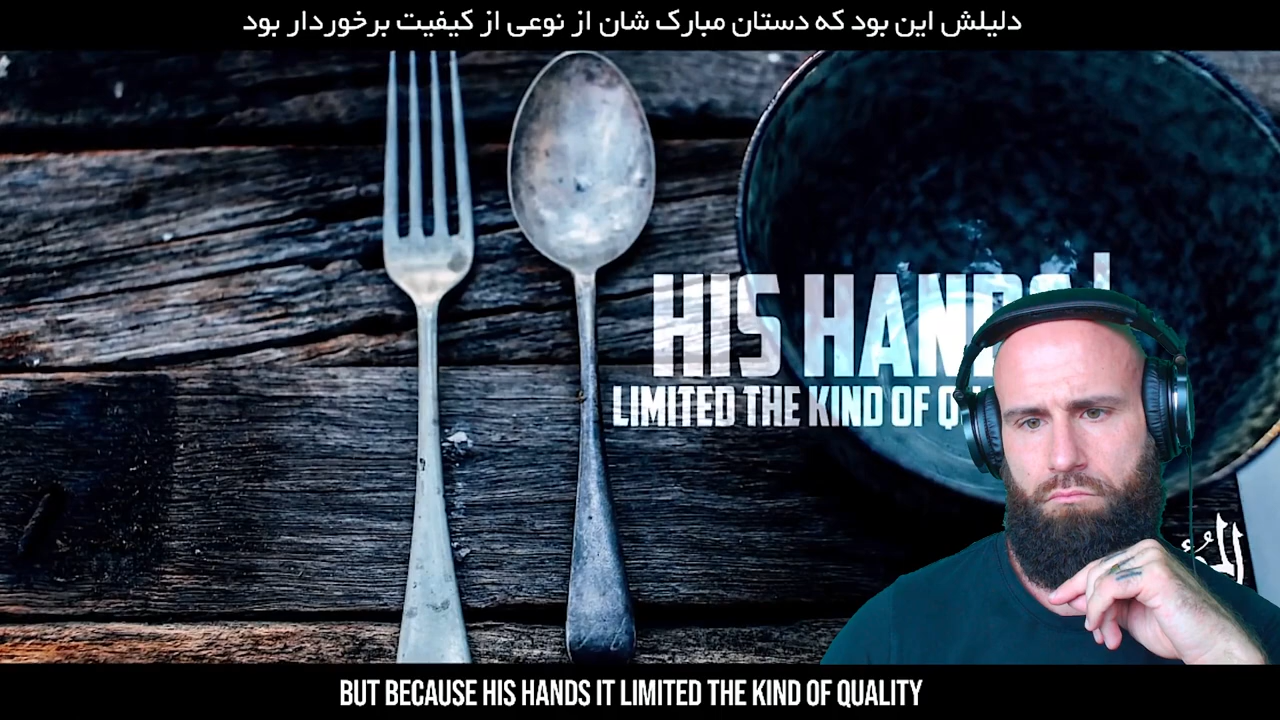 دلیلش این بود که دستان مبارک شان از نوعی از کیفیت برخوردار بود
HIS HANDS
LIMITED THE KIND OF QU
BUT BECAUSE HIS HANDS IT LIMITED THE KIND OF QUALITY